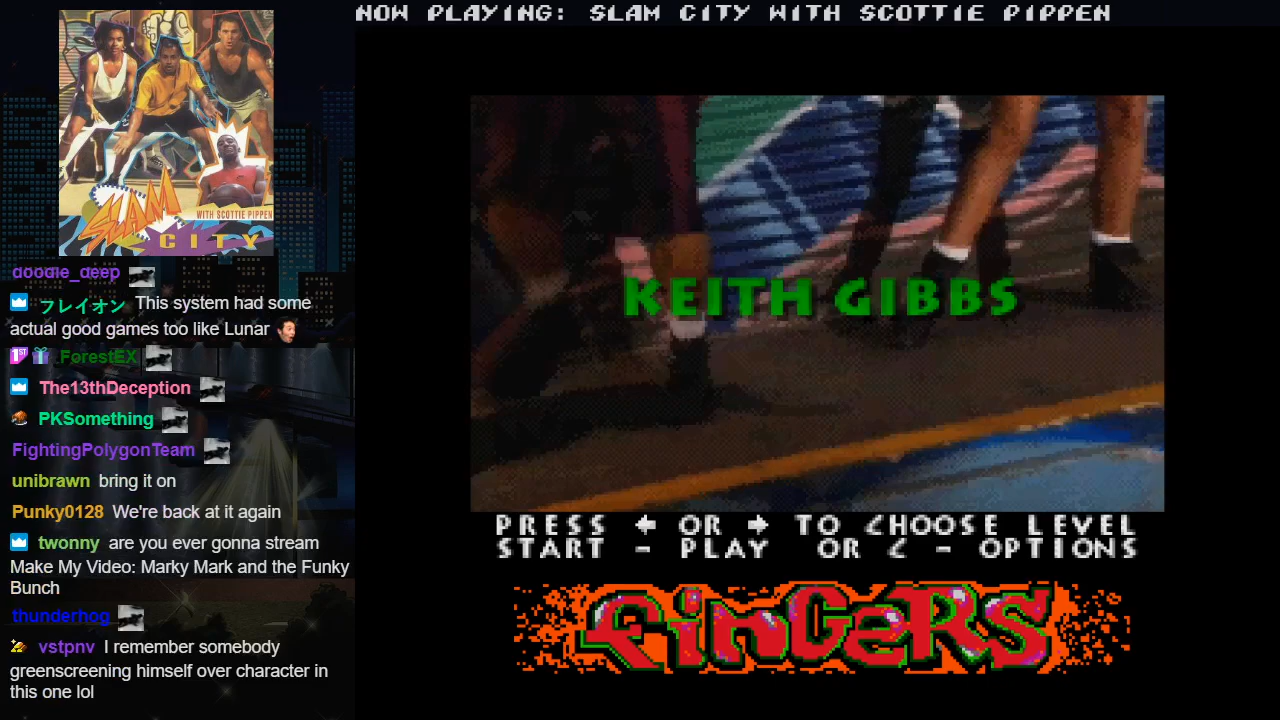 NOW PLAYING: SLAM CITY WITH SCOTTIE PIPPEN
SLAM
WITH SCOTTIE PIPPEN
CITY
doodle_deep
フレイオン This system had some
actual good games too like Lunar
1ST ForestEX
The13thDeception
PKSomething
FightingPolygonTeam
unibrawn bring it on
Punky0128 We're back at it again
twonny are you ever gonna stream
Make My Video: Marky Mark and the Funky
Bunch
thunderhog
vstpnv I remember somebody
greenscreening himself over character in
this one lol
KEITH GIBBS
PRESS ← OR → TO CHOOSE LEVEL
START - PLAY OR C - OPTIONS
FinGeRS